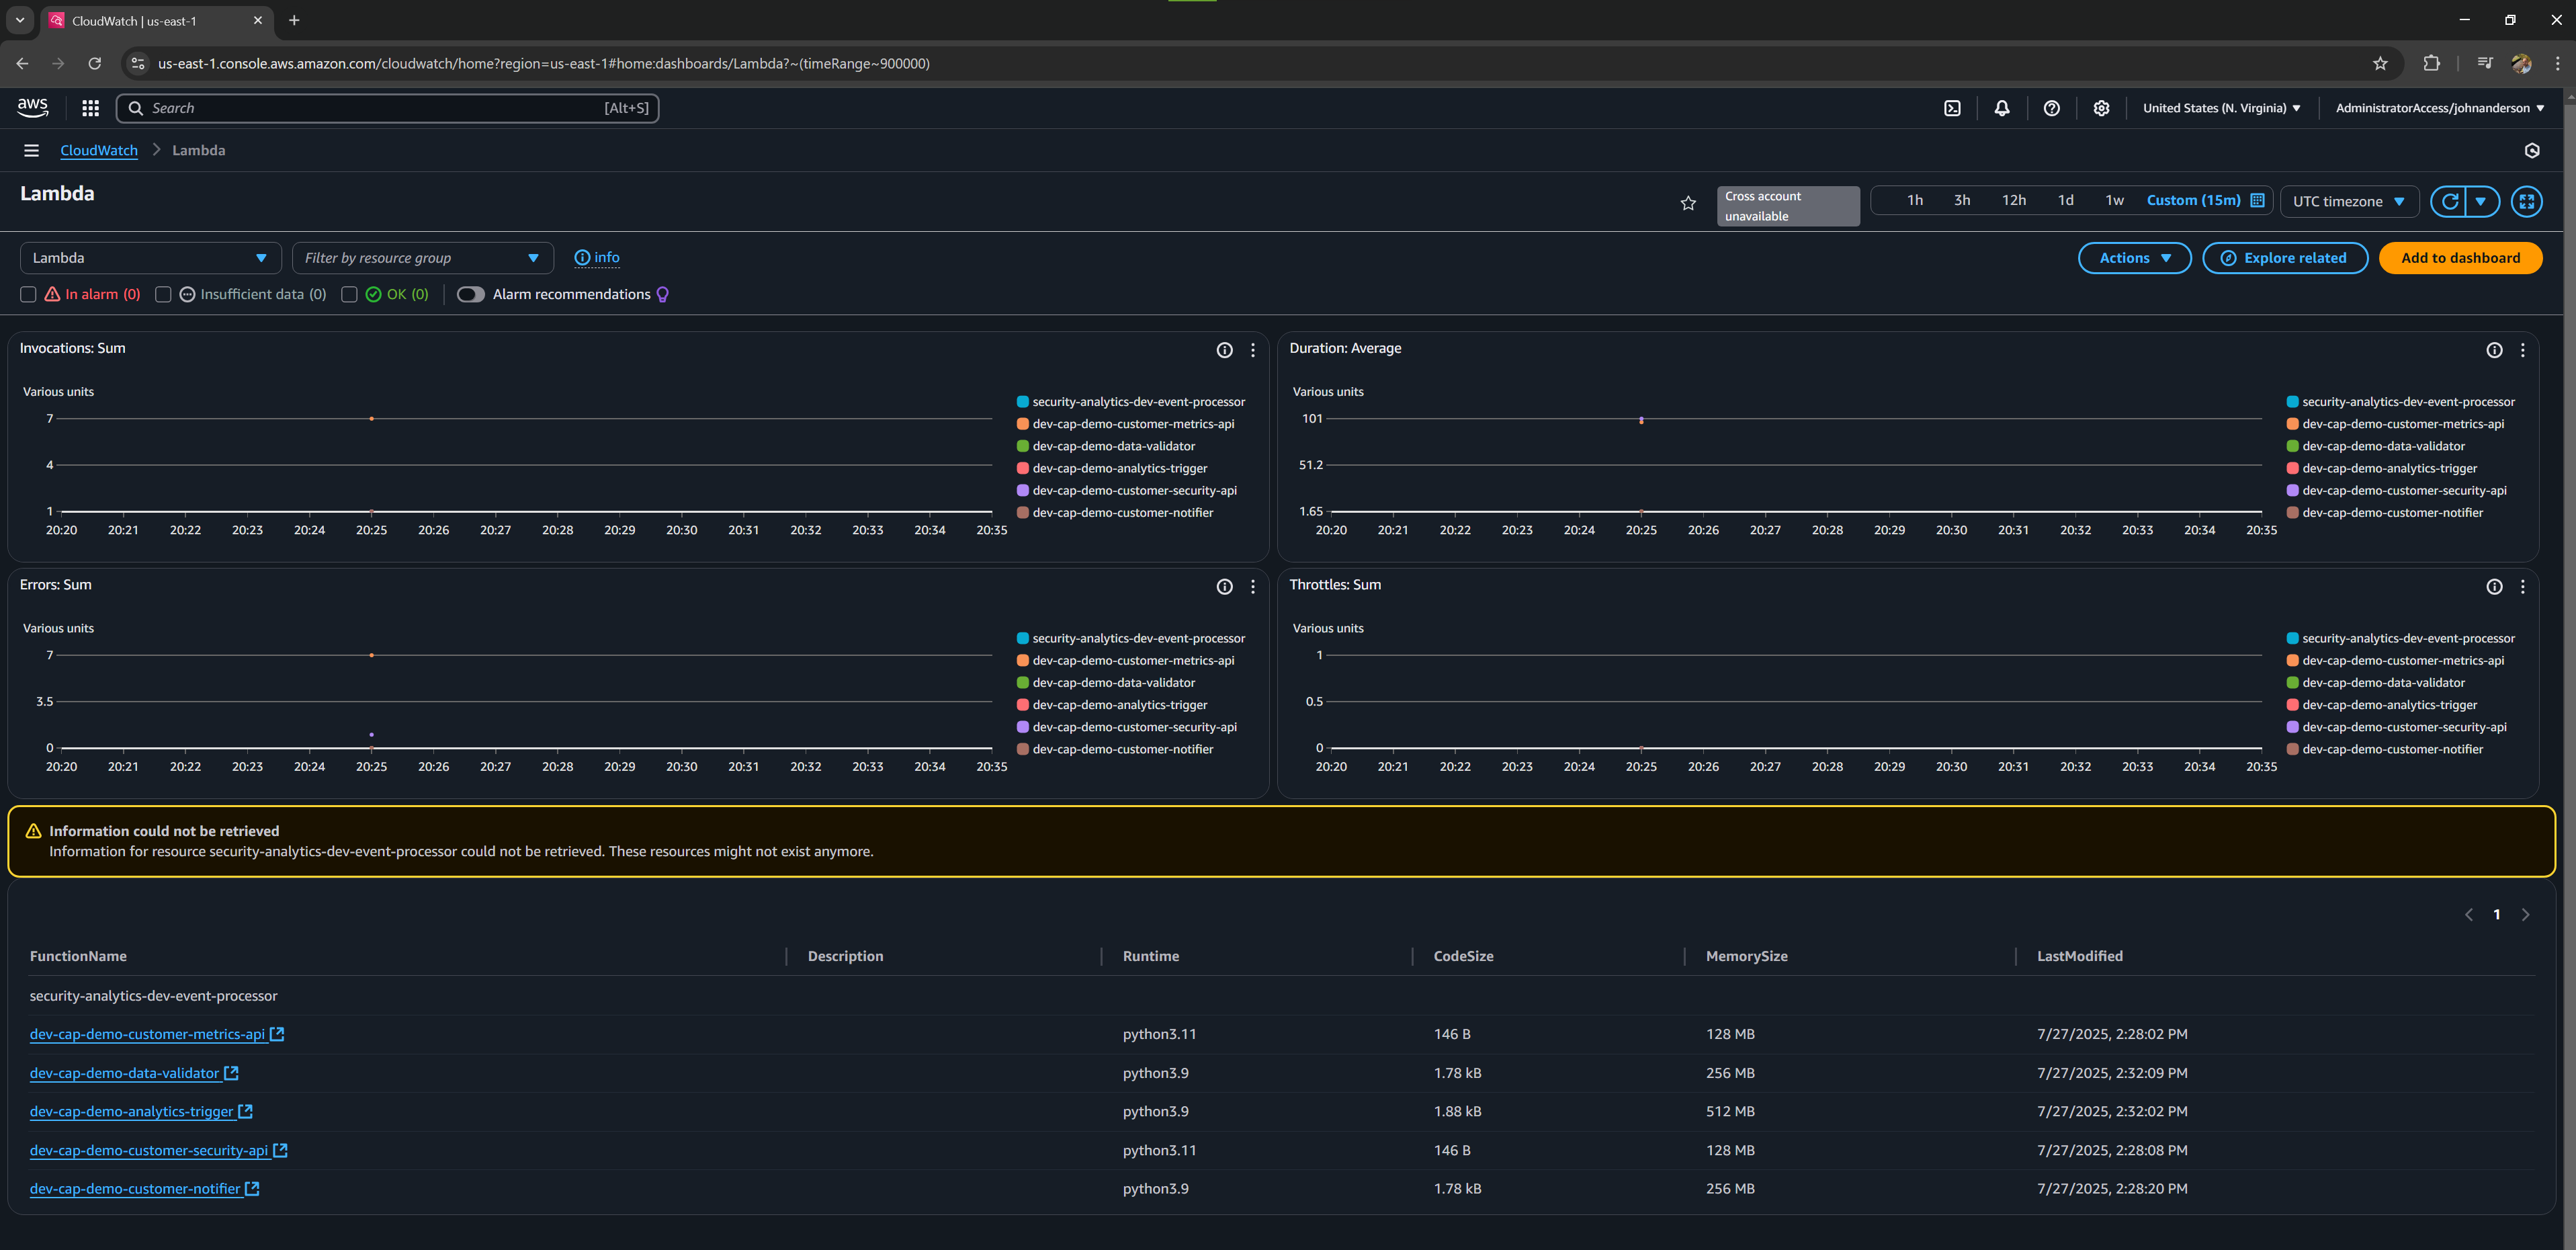 CloudWatch | us-east-1
us-east-1.console.aws.amazon.com/cloudwatch/home?region=us-east-1#home:dashboards/Lambda?~(timeRange~900000)
aws
Search [Alt+S]
United States (N. Virginia)
AdministratorAccess/johnanderson
CloudWatch > Lambda
Lambda
Cross account
unavailable
1h 3h 12h 1d 1w Custom (15m)
UTC timezone
Lambda
Filter by resource group
info
Actions
Explore related
Add to dashboard
In alarm (0)
Insufficient data (0)
OK (0)
Alarm recommendations
Invocations: Sum
Various units
7
4
1
20:20 20:21 20:22 20:23 20:24 20:25 20:26 20:27 20:28 20:29 20:30 20:31 20:32 20:33 20:34 20:35
security-analytics-dev-event-processor
dev-cap-demo-customer-metrics-api
dev-cap-demo-data-validator
dev-cap-demo-analytics-trigger
dev-cap-demo-customer-security-api
dev-cap-demo-customer-notifier
Duration: Average
Various units
101
51.2
1.65
20:20 20:21 20:22 20:23 20:24 20:25 20:26 20:27 20:28 20:29 20:30 20:31 20:32 20:33 20:34 20:35
security-analytics-dev-event-processor
dev-cap-demo-customer-metrics-api
dev-cap-demo-data-validator
dev-cap-demo-analytics-trigger
dev-cap-demo-customer-security-api
dev-cap-demo-customer-notifier
Errors: Sum
Various units
7
3.5
0
20:20 20:21 20:22 20:23 20:24 20:25 20:26 20:27 20:28 20:29 20:30 20:31 20:32 20:33 20:34 20:35
security-analytics-dev-event-processor
dev-cap-demo-customer-metrics-api
dev-cap-demo-data-validator
dev-cap-demo-analytics-trigger
dev-cap-demo-customer-security-api
dev-cap-demo-customer-notifier
Throttles: Sum
Various units
1
0.5
0
20:20 20:21 20:22 20:23 20:24 20:25 20:26 20:27 20:28 20:29 20:30 20:31 20:32 20:33 20:34 20:35
security-analytics-dev-event-processor
dev-cap-demo-customer-metrics-api
dev-cap-demo-data-validator
dev-cap-demo-analytics-trigger
dev-cap-demo-customer-security-api
dev-cap-demo-customer-notifier
Information could not be retrieved
Information for resource security-analytics-dev-event-processor could not be retrieved. These resources might not exist anymore.
1
FunctionName Description Runtime CodeSize MemorySize LastModified
security-analytics-dev-event-processor
dev-cap-demo-customer-metrics-api python3.11 146 B 128 MB 7/27/2025, 2:28:02 PM
dev-cap-demo-data-validator python3.9 1.78 kB 256 MB 7/27/2025, 2:32:09 PM
dev-cap-demo-analytics-trigger python3.9 1.88 kB 512 MB 7/27/2025, 2:32:02 PM
dev-cap-demo-customer-security-api python3.11 146 B 128 MB 7/27/2025, 2:28:08 PM
dev-cap-demo-customer-notifier python3.9 1.78 kB 256 MB 7/27/2025, 2:28:20 PM